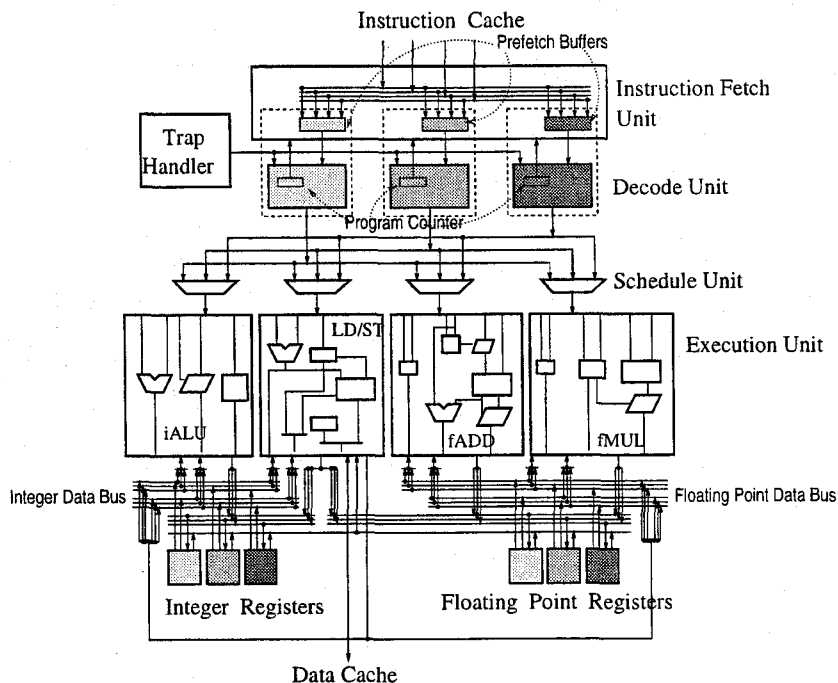 Instruction Cache
Prefetch Buffers
Instruction Fetch
Unit
Trap
Handler
Decode Unit
Program Counter
Schedule Unit
LD/ST
Execution Unit
iALU
fADD
fMUL
Integer Data Bus
Floating Point Data Bus
Integer Registers
Floating Point Registers
Data Cache